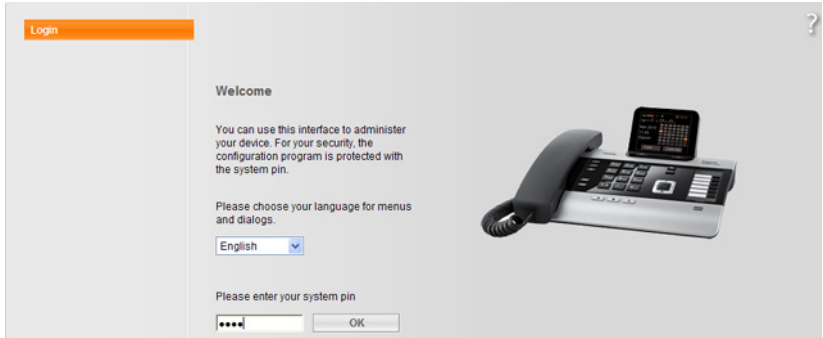 Login
?
Welcome
You can use this interface to administer
your device. For your security, the
configuration program is protected with
the system pin.
Please choose your language for menus
and dialogs.
English
Please enter your system pin
••••
OK